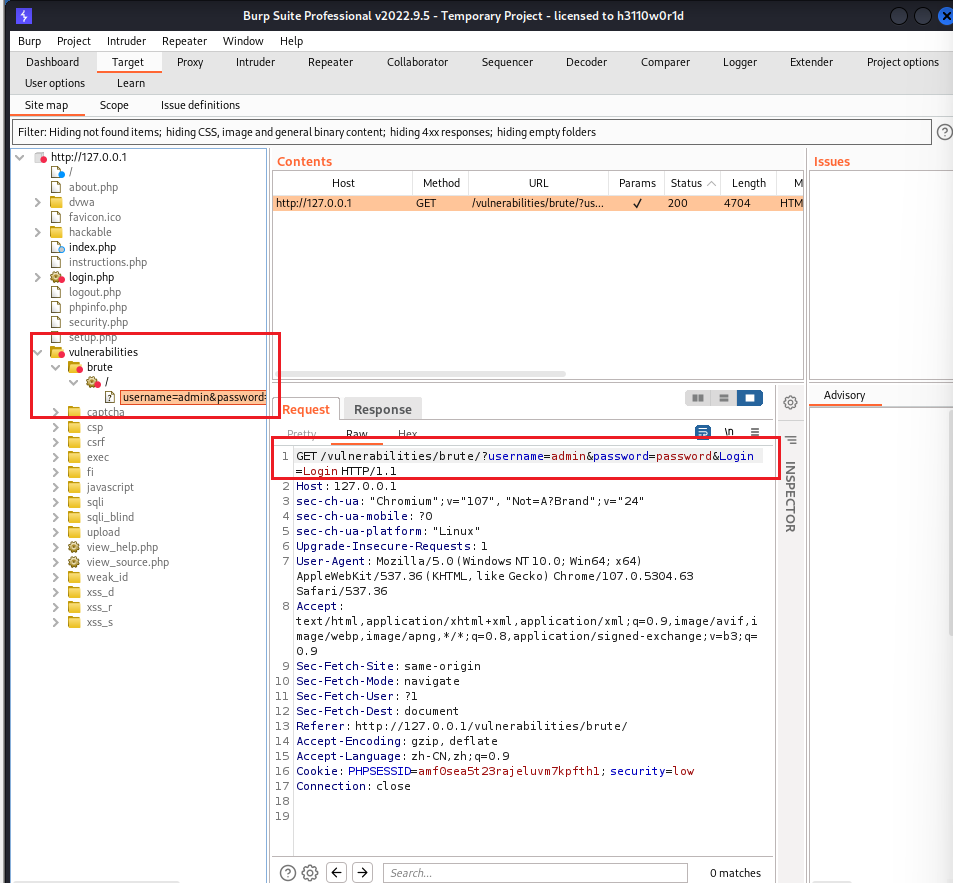 Burp Suite Professional v2022.9.5 - Temporary Project - licensed to h3110w0r1d
Burp Project Intruder Repeater Window Help
Dashboard Target Proxy Intruder Repeater Collaborator Sequencer Decoder Comparer Logger Extender Project options
User options Learn
Site map Scope Issue definitions
Filter: Hiding not found items; hiding CSS, image and general binary content; hiding 4xx responses; hiding empty folders
http://127.0.0.1
/
about.php
dvwa
favicon.ico
hackable
index.php
instructions.php
login.php
logout.php
phpinfo.php
security.php
setup.php
vulnerabilities
brute
/
username=admin&password=
captcha
csp
csrf
exec
fi
javascript
sqli
sqli_blind
upload
view_help.php
view_source.php
weak_id
xss_d
xss_r
xss_s
Contents
Host Method URL Params Status Length M
http://127.0.0.1 GET /vulnerabilities/brute/?us... ✓ 200 4704 HTM
Request Response
Pretty Raw Hex \n
1 GET /vulnerabilities/brute/?username=admin&password=password&Login
=Login HTTP/1.1
2 Host: 127.0.0.1
3 sec-ch-ua: "Chromium";v="107", "Not=A?Brand";v="24"
4 sec-ch-ua-mobile: ?0
5 sec-ch-ua-platform: "Linux"
6 Upgrade-Insecure-Requests: 1
7 User-Agent: Mozilla/5.0 (Windows NT 10.0; Win64; x64)
AppleWebKit/537.36 (KHTML, like Gecko) Chrome/107.0.5304.63
Safari/537.36
8 Accept:
text/html,application/xhtml+xml,application/xml;q=0.9,image/avif,i
mage/webp,image/apng,*/*;q=0.8,application/signed-exchange;v=b3;q=
0.9
9 Sec-Fetch-Site: same-origin
10 Sec-Fetch-Mode: navigate
11 Sec-Fetch-User: ?1
12 Sec-Fetch-Dest: document
13 Referer: http://127.0.0.1/vulnerabilities/brute/
14 Accept-Encoding: gzip, deflate
15 Accept-Language: zh-CN,zh;q=0.9
16 Cookie: PHPSESSID=amf0sea5t23rajeluvm7kpfth1; security=low
17 Connection: close
18
19
Search...
0 matches
INSPECTOR
Issues
Advisory